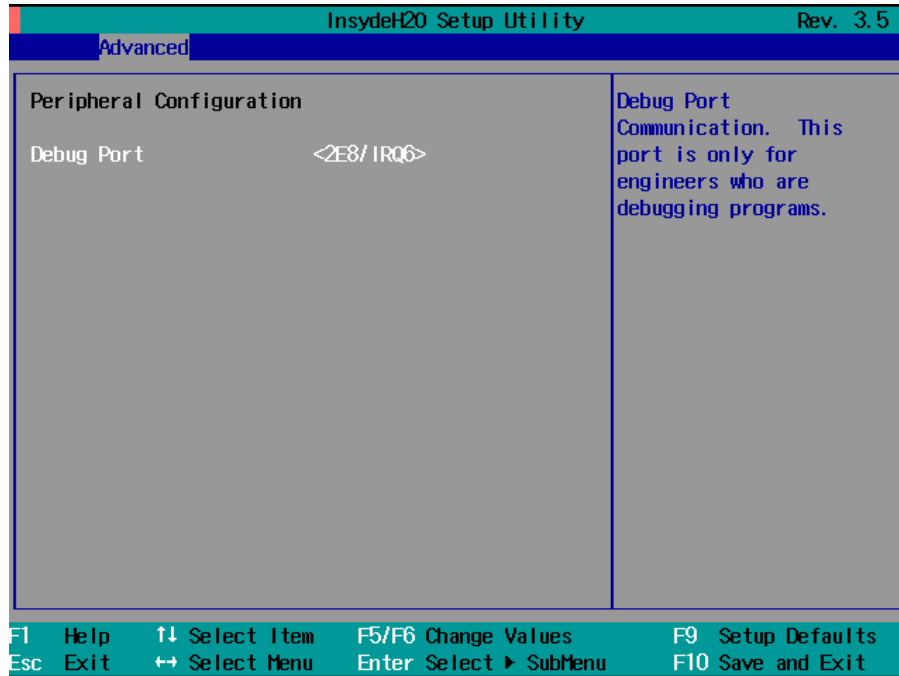 InsydeH2O Setup Utility Rev. 3.5
Advanced
Peripheral Configuration
Debug Port <2E8/IRQ6>
Debug Port
Communication. This
port is only for
engineers who are
debugging programs.
F1 Help ↑↓ Select Item F5/F6 Change Values F9 Setup Defaults
Esc Exit ↔ Select Menu Enter Select ▶ SubMenu F10 Save and Exit